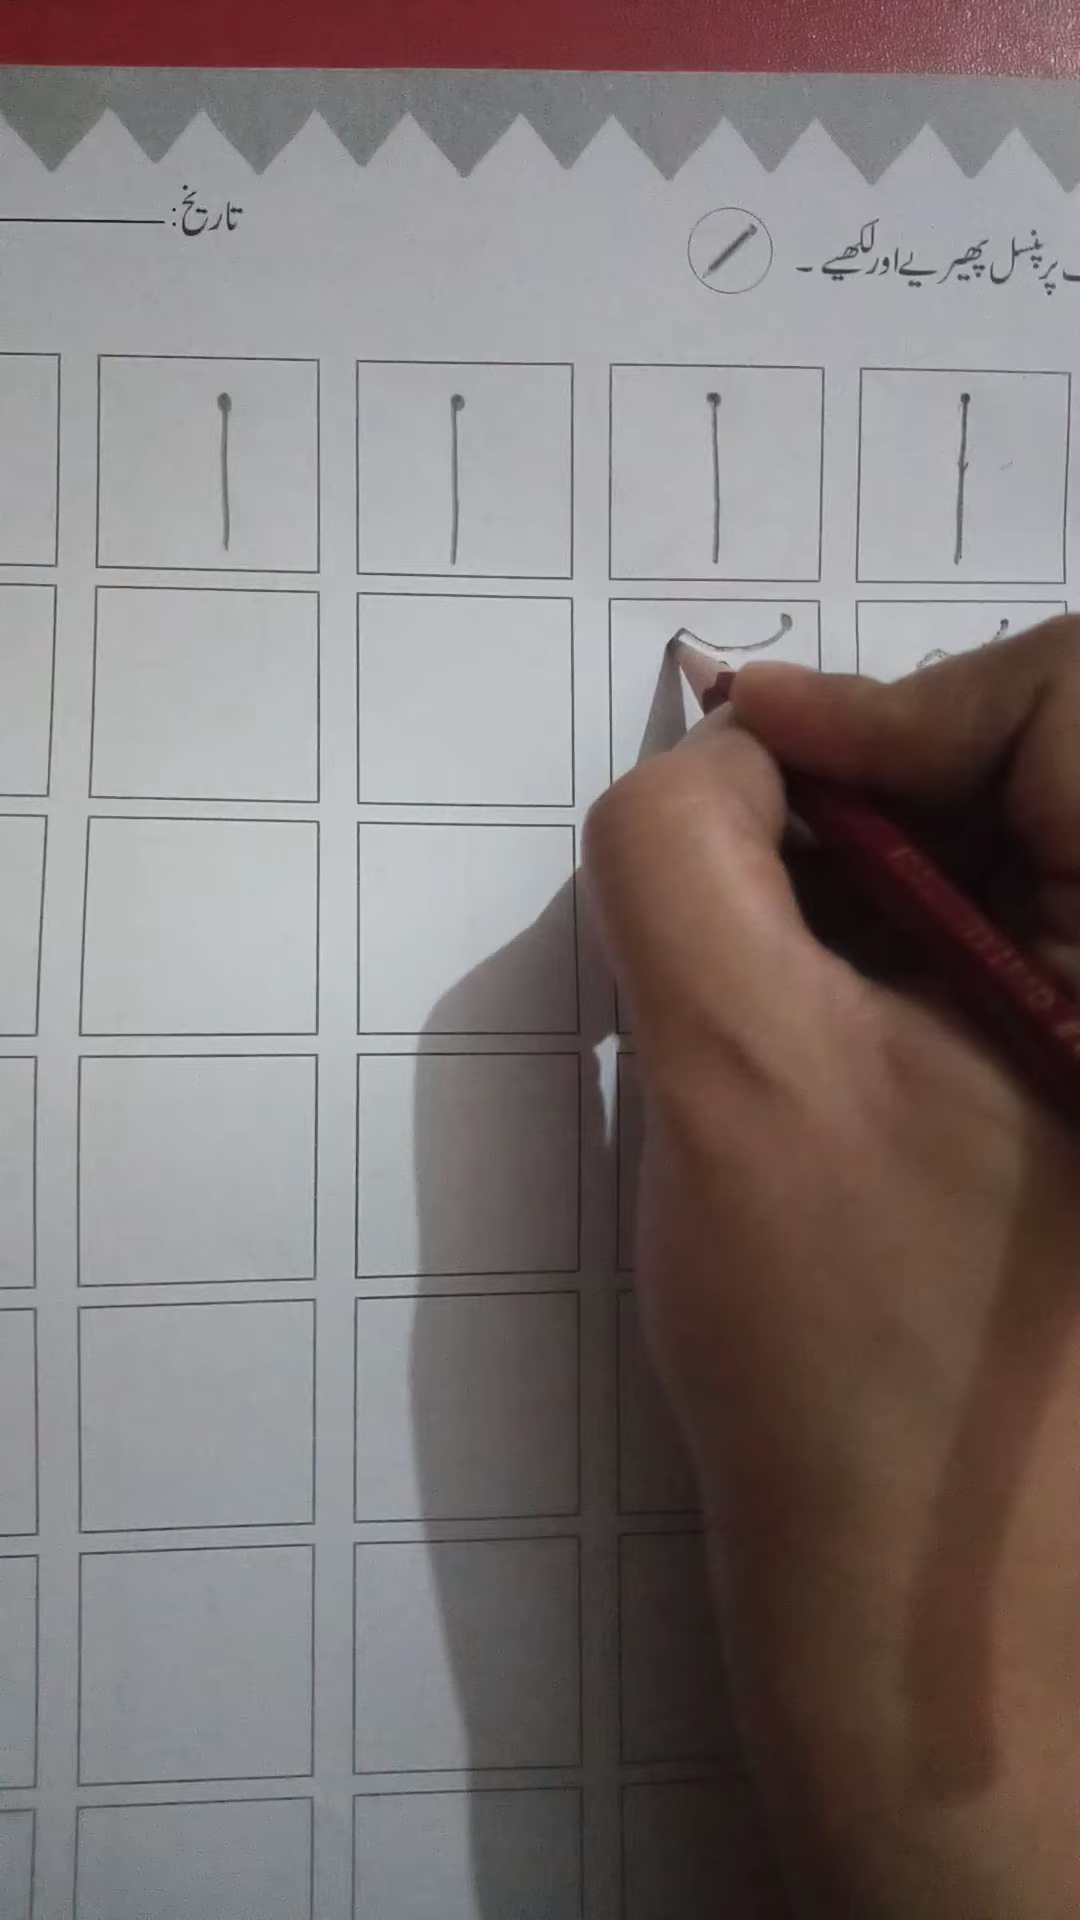 تاریخ:
پر پنسل پھیریے اور لکھیے ۔
ا ا ا ا